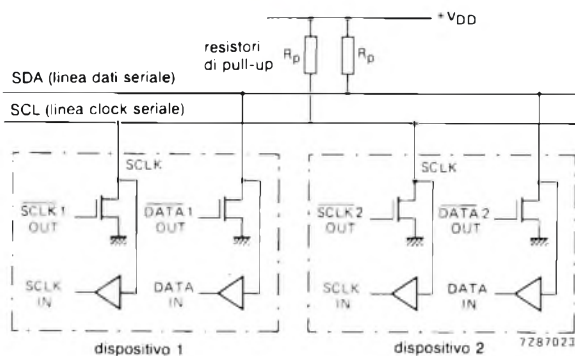 +VDD
resistori
di pull-up
Rp
Rp
SDA (linea dati seriale)
SCL (linea clock seriale)
SCLK
SCLK1
OUT
DATA1
OUT
SCLK
IN
DATA
IN
dispositivo 1
SCLK
SCLK2
OUT
DATA2
OUT
SCLK
IN
DATA
IN
dispositivo 2
7287023